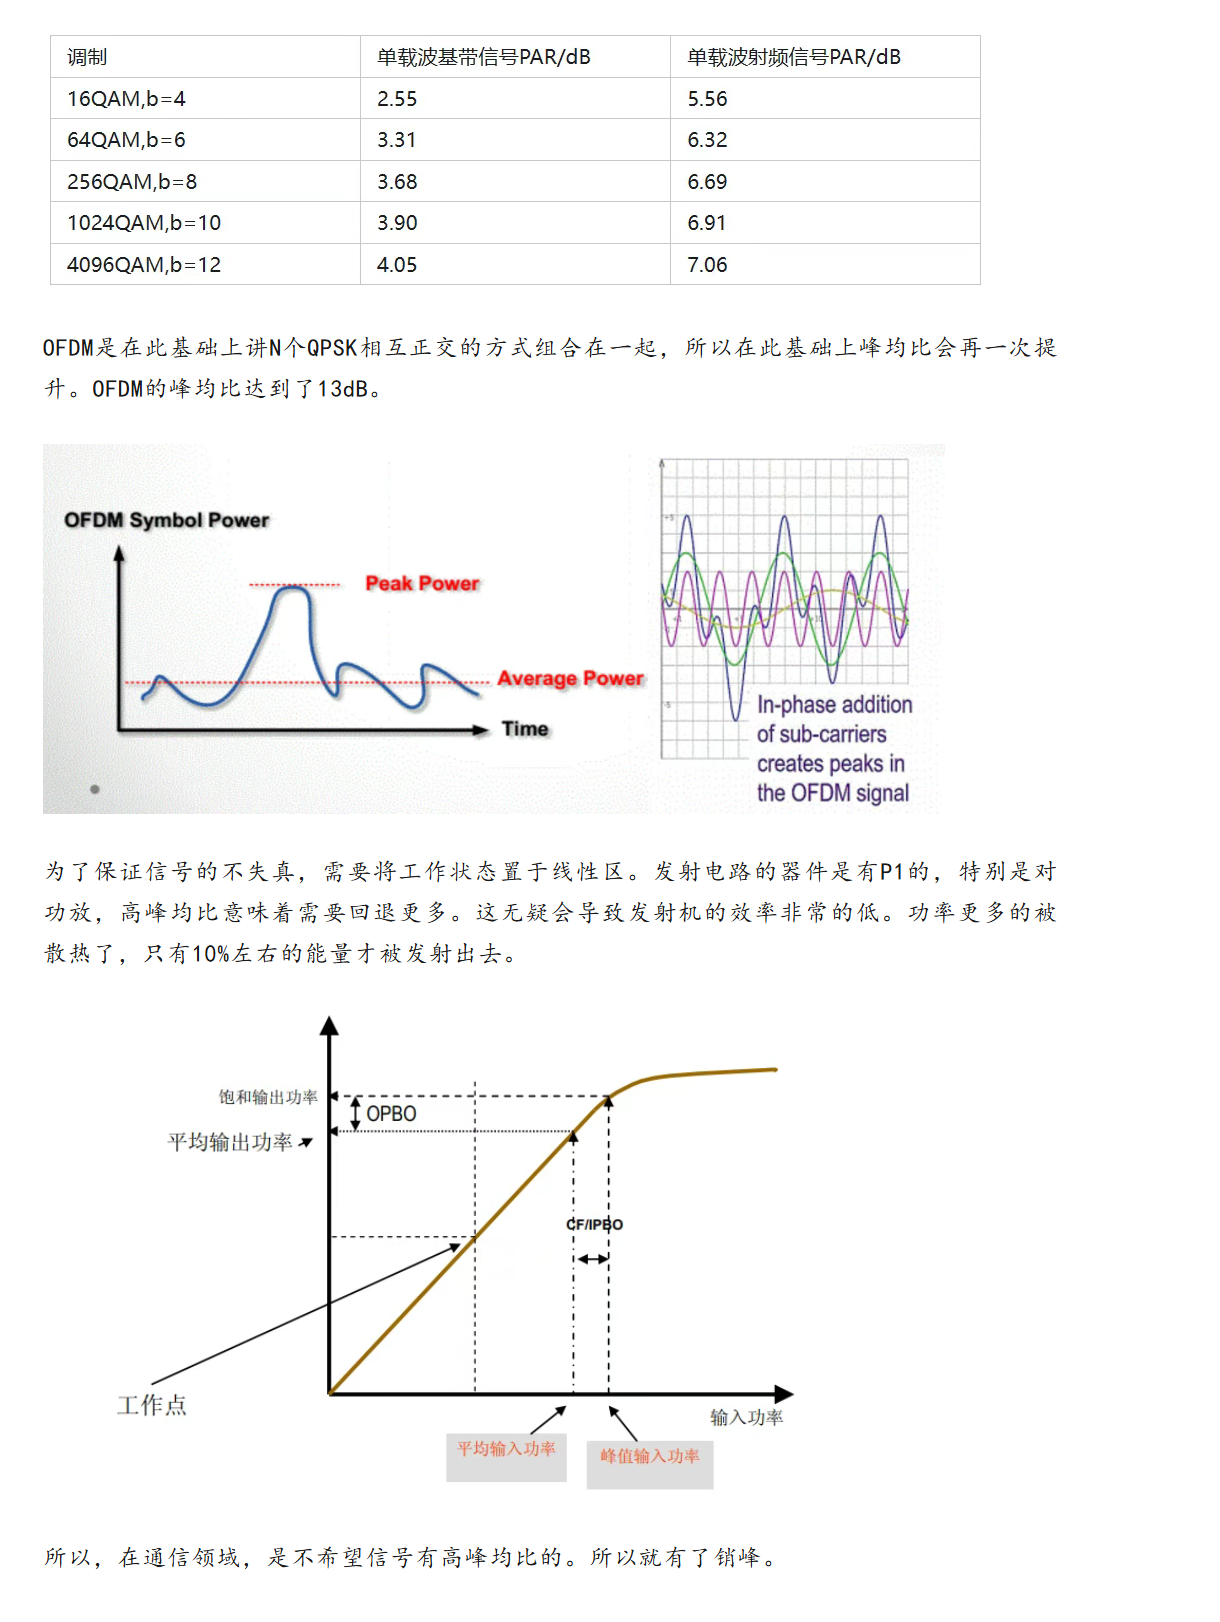 调制 单载波基带信号PAR/dB 单载波射频信号PAR/dB
16QAM,b=4 2.55 5.56
64QAM,b=6 3.31 6.32
256QAM,b=8 3.68 6.69
1024QAM,b=10 3.90 6.91
4096QAM,b=12 4.05 7.06
OFDM是在此基础上讲N个QPSK相互正交的方式组合在一起，所以在此基础上峰均比会再一次提
升。OFDM的峰均比达到了13dB。
OFDM Symbol Power
Peak Power
Average Power
Time
In-phase addition
of sub-carriers
creates peaks in
the OFDM signal
为了保证信号的不失真，需要将工作状态置于线性区。发射电路的器件是有P1的，特别是对
功放，高峰均比意味着需要回退更多。这无疑会导致发射机的效率非常的低。功率更多的被
散热了，只有10%左右的能量才被发射出去。
饱和输出功率
OPBO
平均输出功率
CF/IPBO
工作点
输入功率
平均输入功率
峰值输入功率
所以，在通信领域，是不希望信号有高峰均比的。所以就有了销峰。